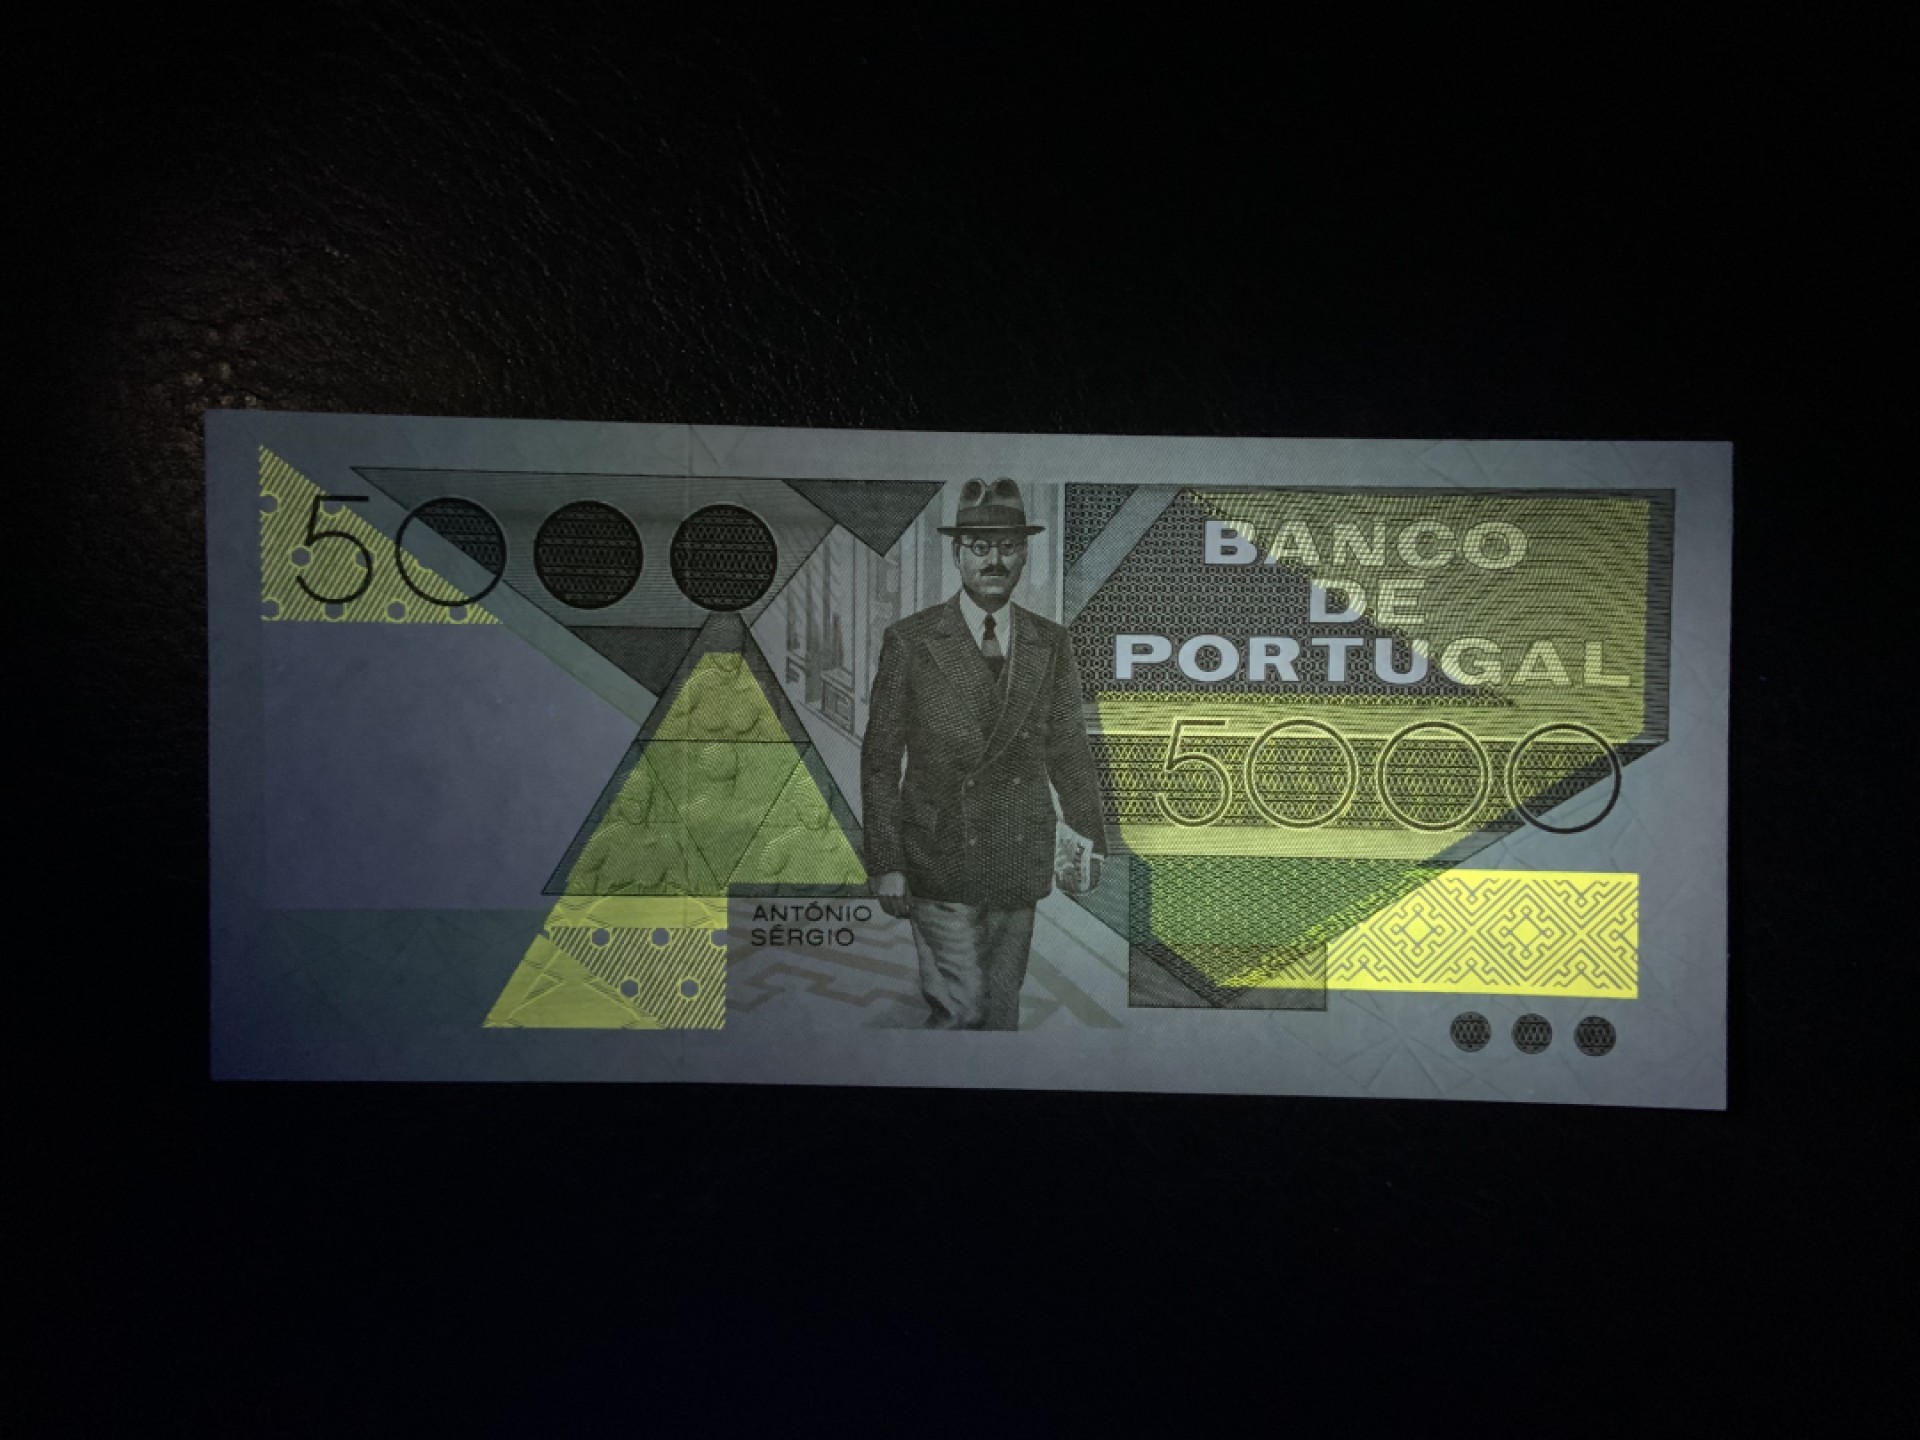 5000
BANCO
DE
PORTUGAL
5000
ANTÓNIO
SÉRGIO